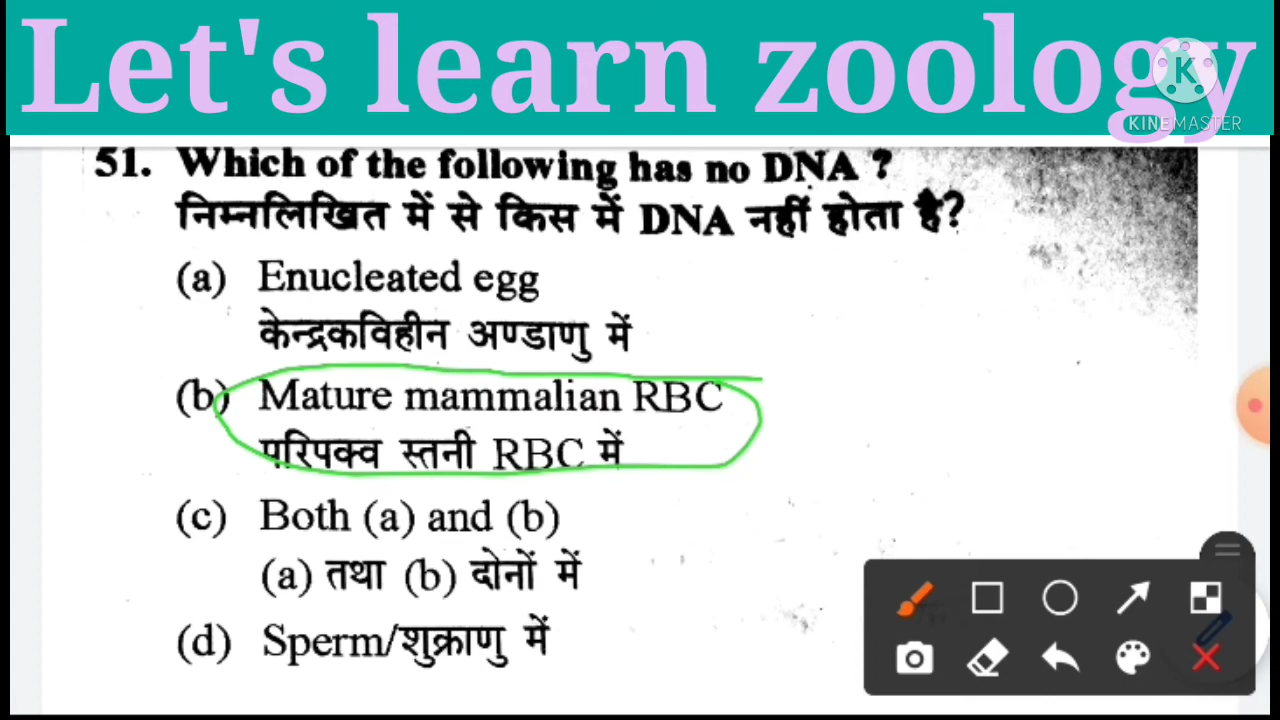 Let's learn zoology
K
KINEMASTER
51. Which of the following has no DNA ?
निम्नलिखित में से किस में DNA नहीं होता है?
(a) Enucleated egg
केन्द्रकविहीन अण्डाणु में
(b) Mature mammalian RBC
परिपक्व स्तनी RBC में
(c) Both (a) and (b)
(a) तथा (b) दोनों में
(d) Sperm/शुक्राणु में